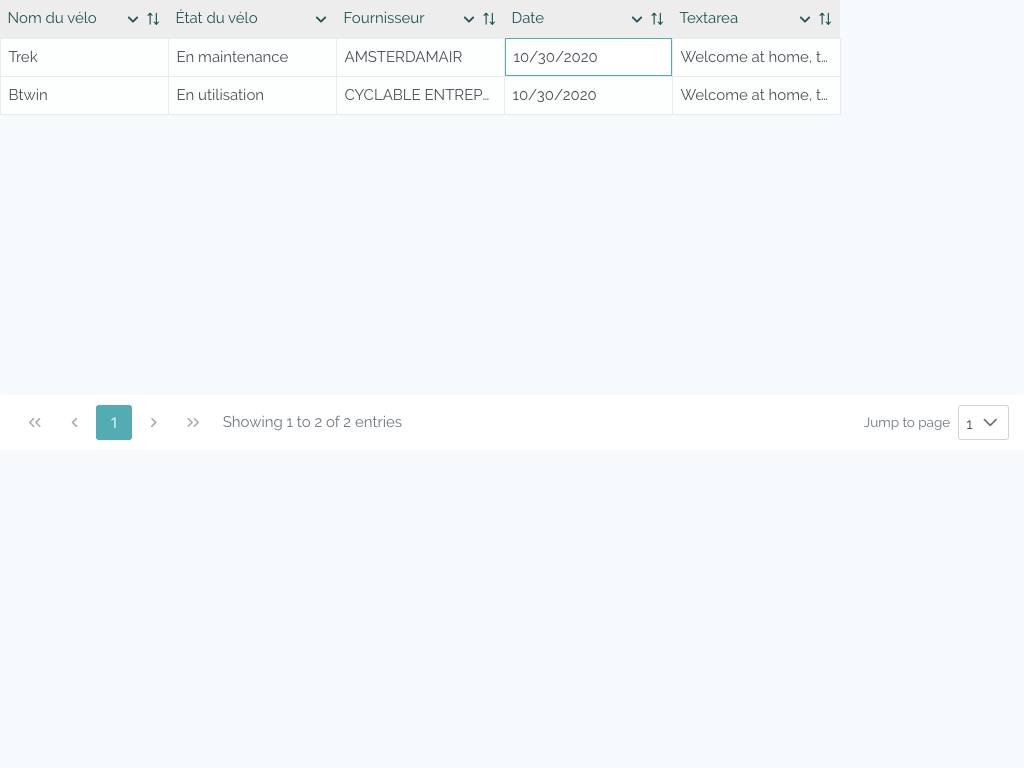 Nom du vélo État du vélo Fournisseur Date Textarea
Trek En maintenance AMSTERDAMAIR 10/30/2020 Welcome at home, t...
Btwin En utilisation CYCLABLE ENTREP... 10/30/2020 Welcome at home, t...
1 Showing 1 to 2 of 2 entries Jump to page 1